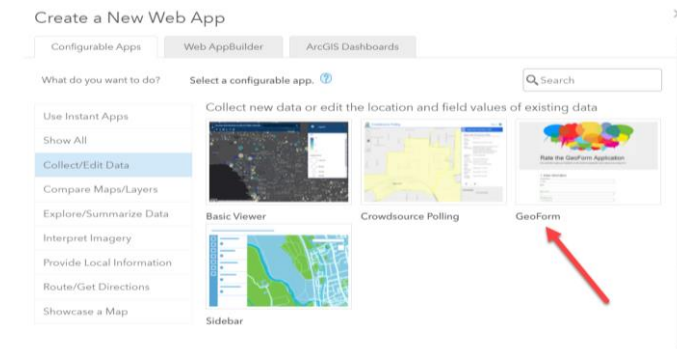 Create a New Web App
Configurable Apps
Web AppBuilder
ArcGIS Dashboards
What do you want to do?
Select a configurable app.
Search
Use Instant Apps
Show All
Collect/Edit Data
Compare Maps/Layers
Explore/Summarize Data
Interpret Imagery
Provide Local Information
Route/Get Directions
Showcase a Map
Collect new data or edit the location and field values of existing data
Rate the GeoForm Application
Basic Viewer
Crowdsource Polling
GeoForm
Sidebar